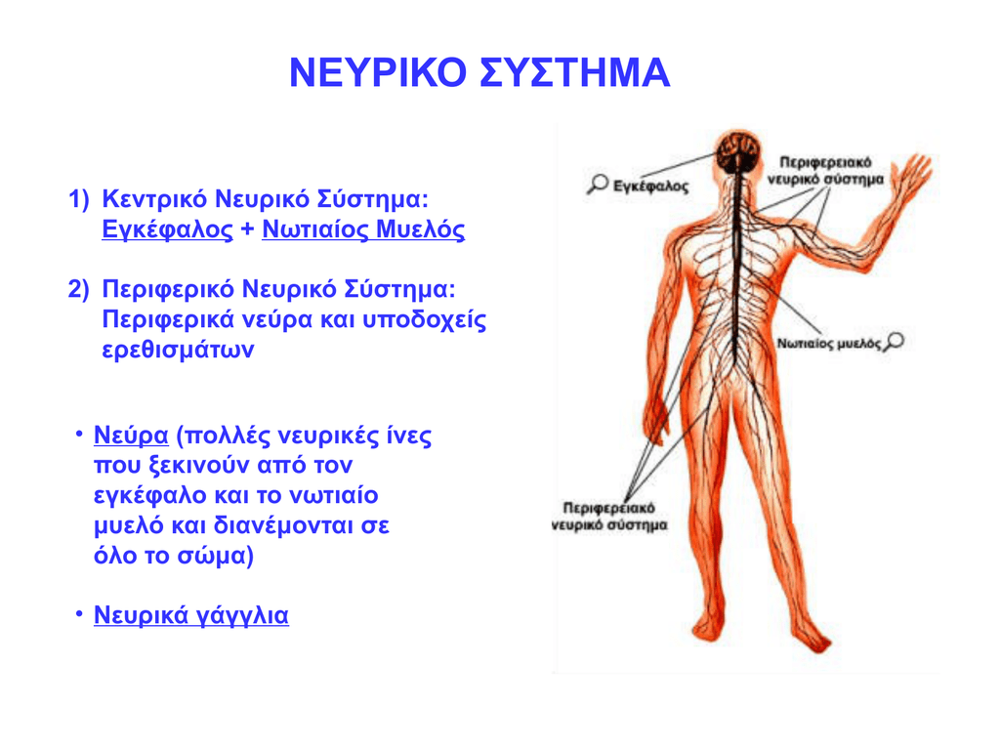 ΝΕΥΡΙΚΟ ΣΥΣΤΗΜΑ
1) Κεντρικό Νευρικό Σύστημα:
Εγκέφαλος + Νωτιαίος Μυελός
2) Περιφερικό Νευρικό Σύστημα:
Περιφερικά νεύρα και υποδοχείς
ερεθισμάτων
• Νεύρα (πολλές νευρικές ίνες
που ξεκινούν από τον
εγκέφαλο και το νωτιαίο
μυελό και διανέμονται σε
όλο το σώμα)
• Νευρικά γάγγλια
Εγκέφαλος
Περιφερειακό
νευρικό σύστημα
Νωτιαίος μυελός
Περιφερειακό
νευρικό σύστημα